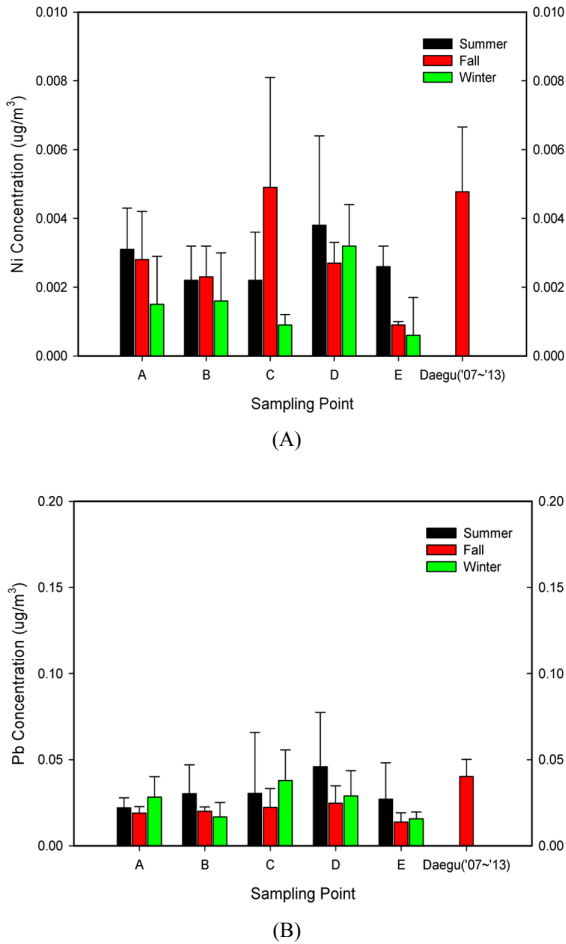 0.010
0.008
0.006
0.004
0.002
0.000
Ni Concentration (ug/m³)
0.010
0.008
0.006
0.004
0.002
0.000
Summer
Fall
Winter
A B C D E Daegu('07~'13)
Sampling Point
(A)
0.20
0.15
0.10
0.05
0.00
Pb Concentration (ug/m³)
0.20
0.15
0.10
0.05
0.00
Summer
Fall
Winter
A B C D E Daegu('07~'13)
Sampling Point
(B)